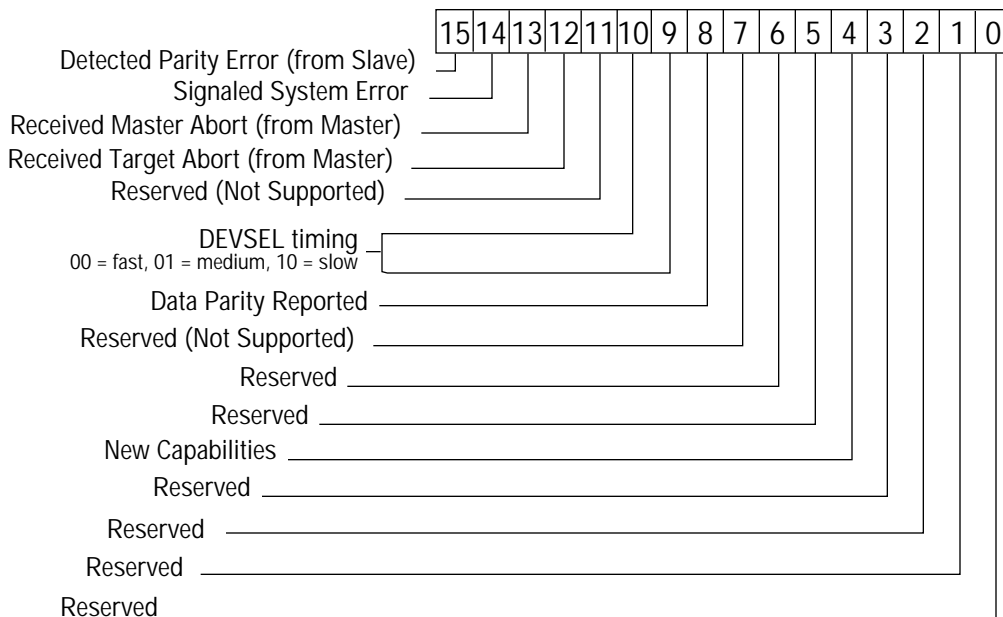 15 14 13 12 11 10 9 8 7 6 5 4 3 2 1 0
Detected Parity Error (from Slave)
Signaled System Error
Received Master Abort (from Master)
Received Target Abort (from Master)
Reserved (Not Supported)
DEVSEL timing
00 = fast, 01 = medium, 10 = slow
Data Parity Reported
Reserved (Not Supported)
Reserved
Reserved
New Capabilities
Reserved
Reserved
Reserved
Reserved